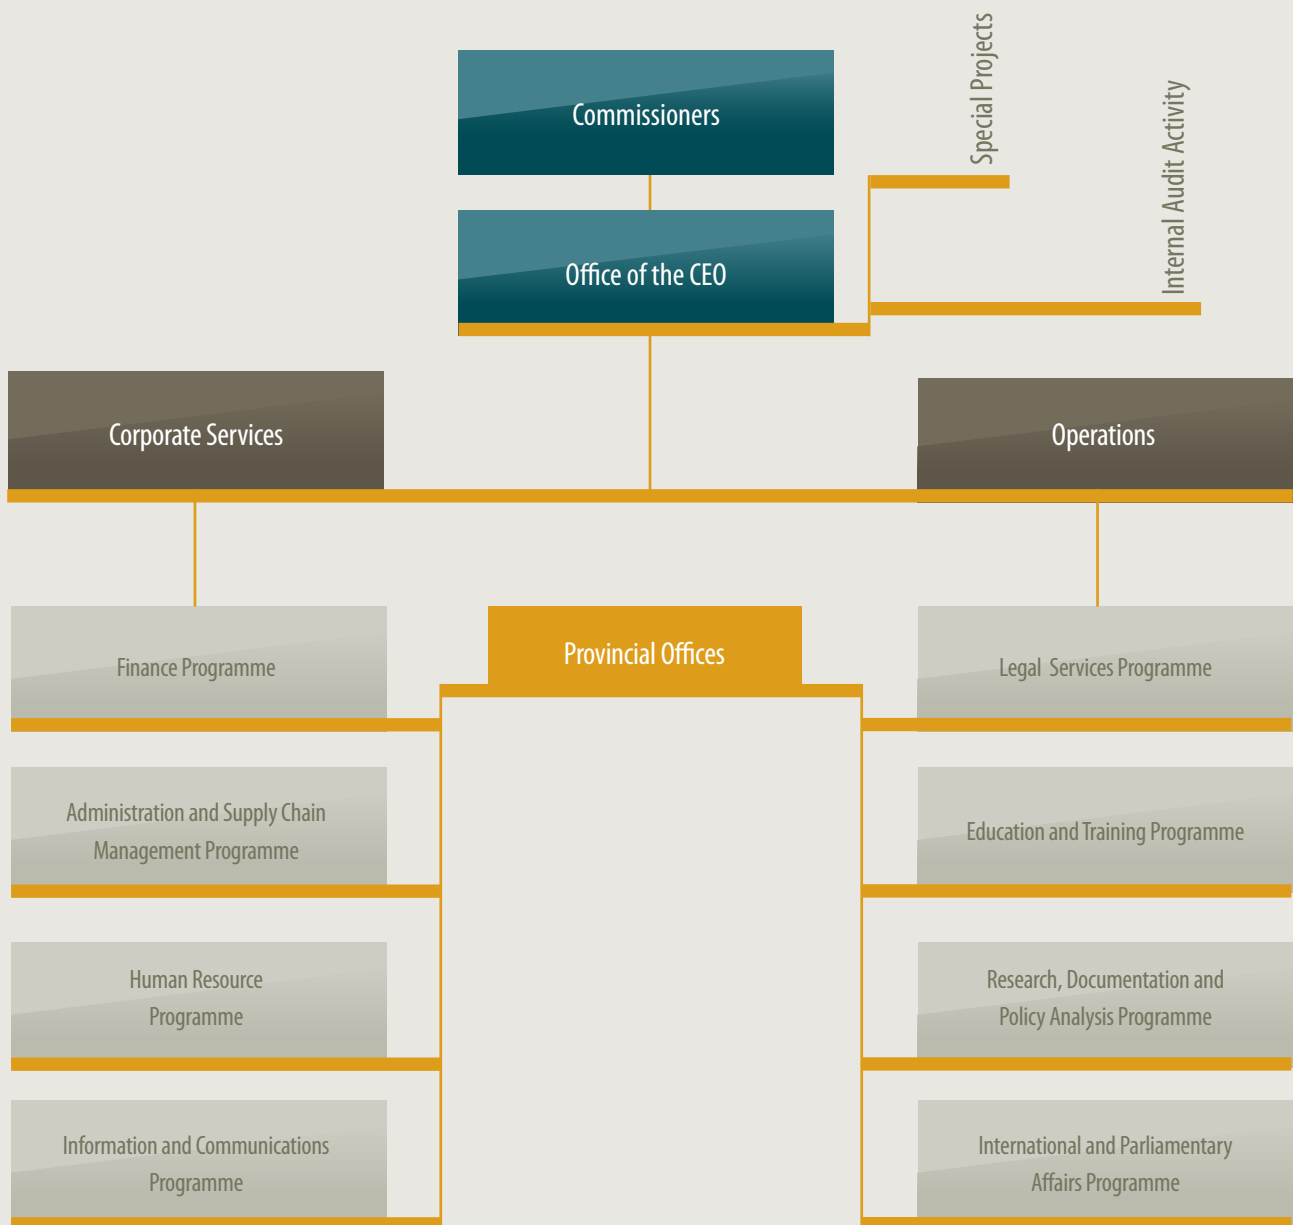 Commissioners
Special Projects
Internal Audit Activity
Office of the CEO
Corporate Services
Operations
Finance Programme
Provincial Offices
Legal Services Programme
Administration and Supply Chain
Management Programme
Education and Training Programme
Human Resource
Programme
Research, Documentation and
Policy Analysis Programme
Information and Communications
Programme
International and Parliamentary
Affairs Programme